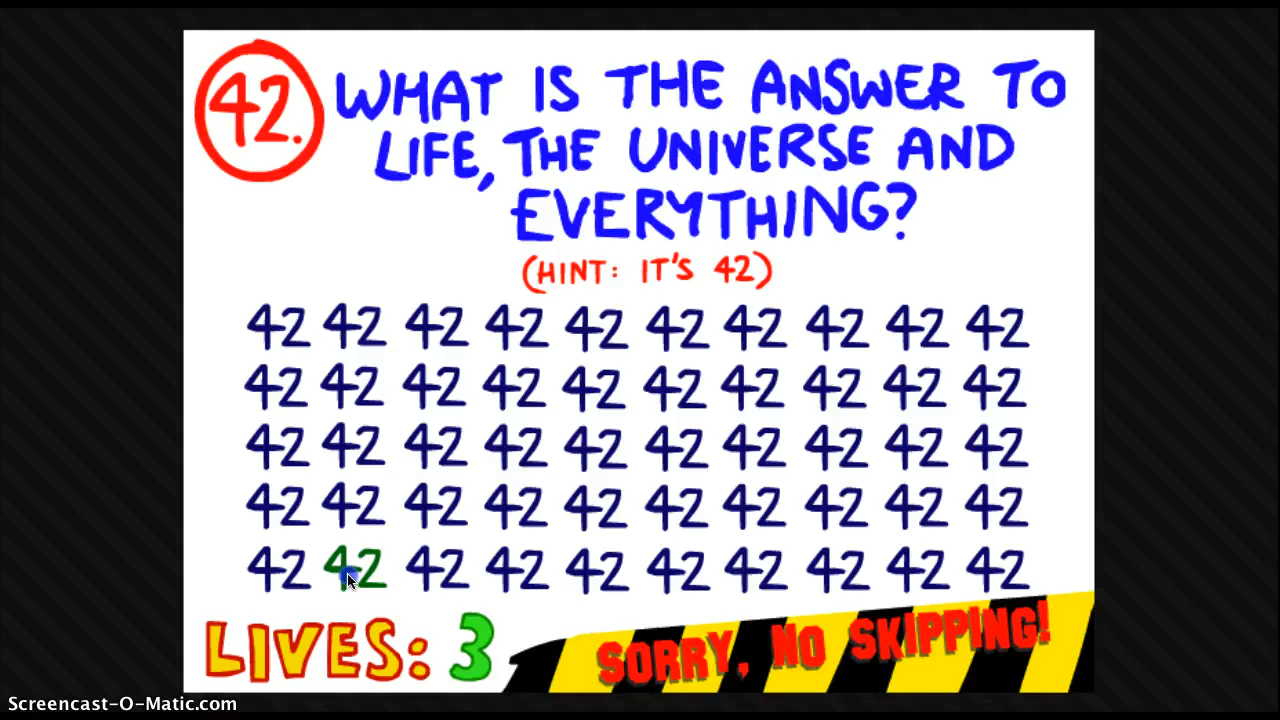 42. WHAT IS THE ANSWER TO
LIFE, THE UNIVERSE AND
EVERYTHING?
(HINT: IT'S 42)
42 42 42 42 42 42 42 42 42 42
42 42 42 42 42 42 42 42 42 42
42 42 42 42 42 42 42 42 42 42
42 42 42 42 42 42 42 42 42 42
42 42 42 42 42 42 42 42 42 42
LIVES: 3
SORRY, NO SKIPPING!
Screencast-O-Matic.com